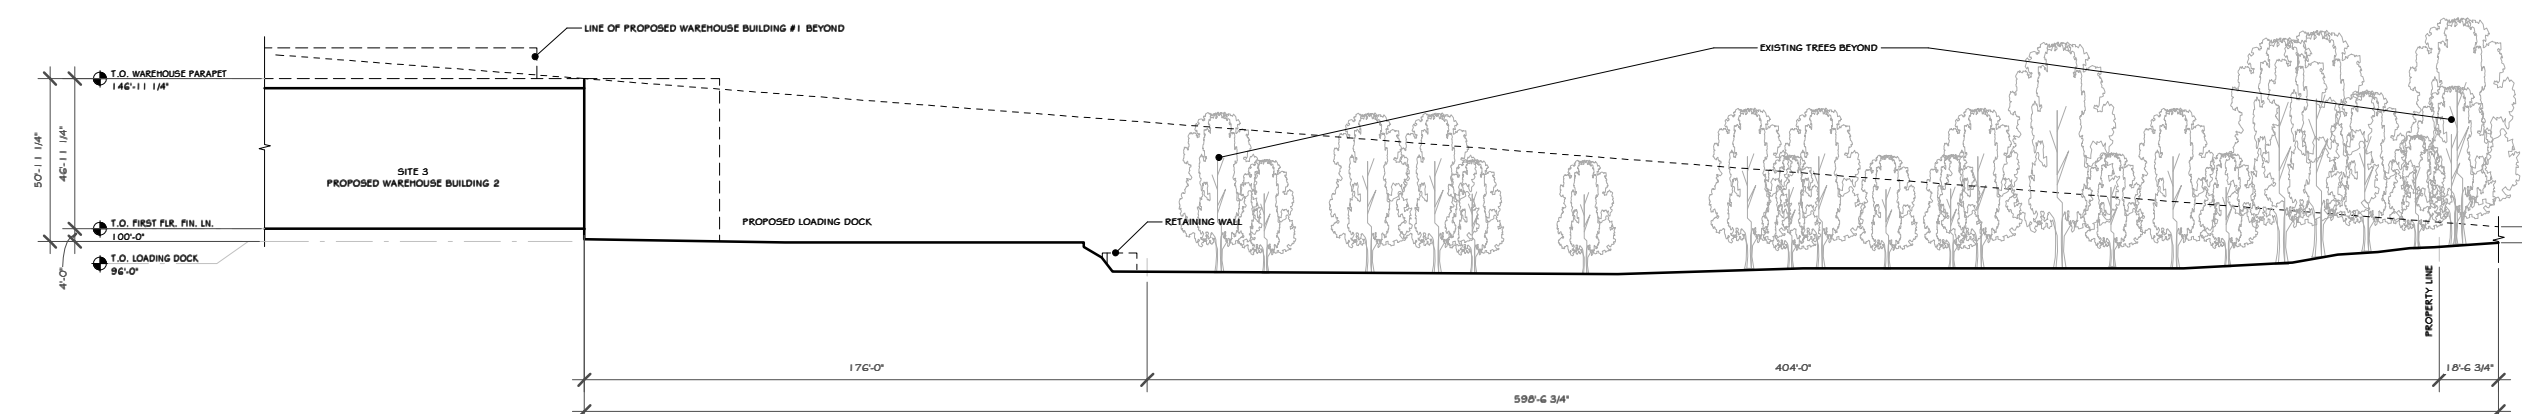 LINE OF PROPOSED WAREHOUSE BUILDING #1 BEYOND
EXISTING TREES BEYOND
T.O. WAREHOUSE PARAPET
146'-11 1/4"
50'-11 1/4"
46'-11 1/4"
SITE 3
PROPOSED WAREHOUSE BUILDING 2
T.O. FIRST FLR. FIN. LN.
100'-0"
PROPOSED LOADING DOCK
RETAINING WALL
T.O. LOADING DOCK
96'-0"
4'-0"
PROPERTY LINE
176'-0"
404'-0"
18'-6 3/4"
598'-6 3/4"